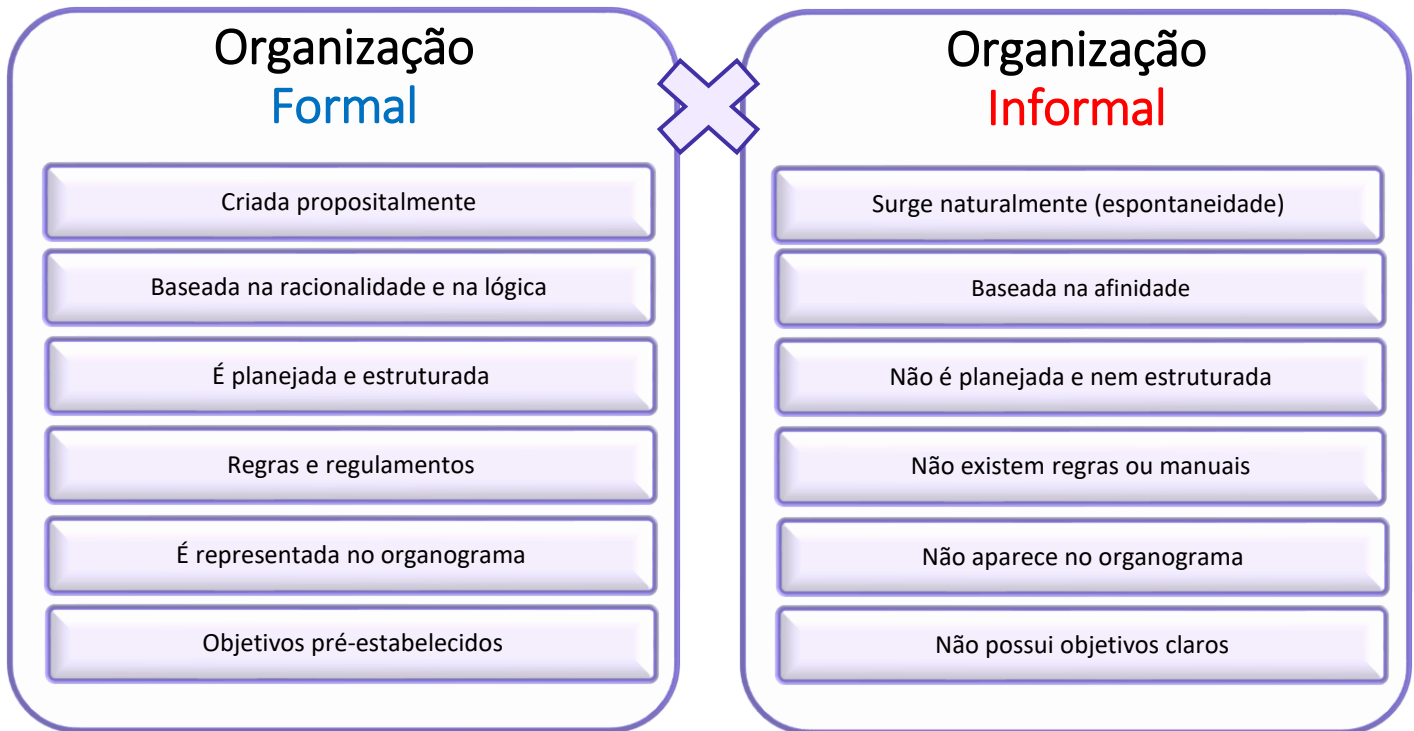 Organização
Formal
Criada propositalmente
Baseada na racionalidade e na lógica
É planejada e estruturada
Regras e regulamentos
É representada no organograma
Objetivos pré-estabelecidos
Organização
Informal
Surge naturalmente (espontaneidade)
Baseada na afinidade
Não é planejada e nem estruturada
Não existem regras ou manuais
Não aparece no organograma
Não possui objetivos claros